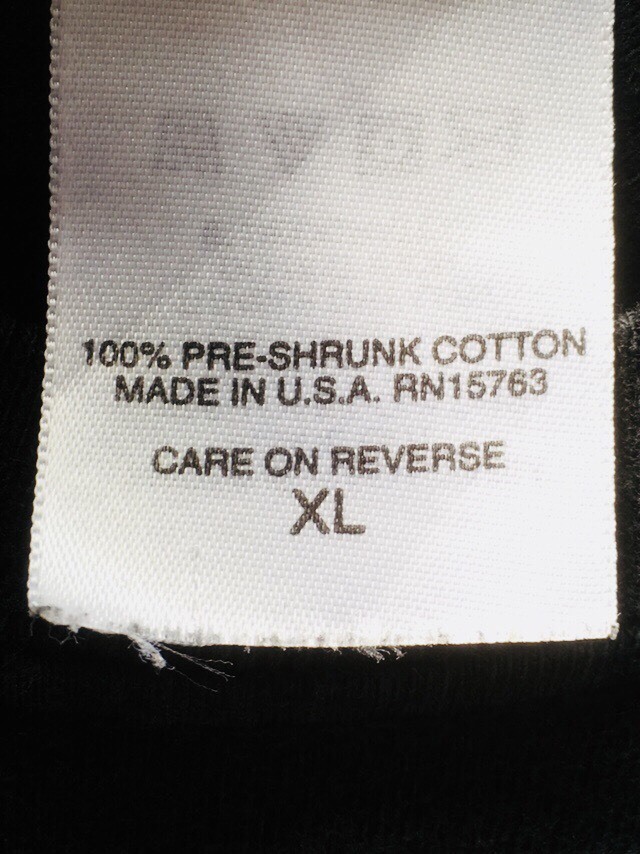 100% PRE-SHRUNK COTTON
MADE IN U.S.A. RN15763
CARE ON REVERSE
XL